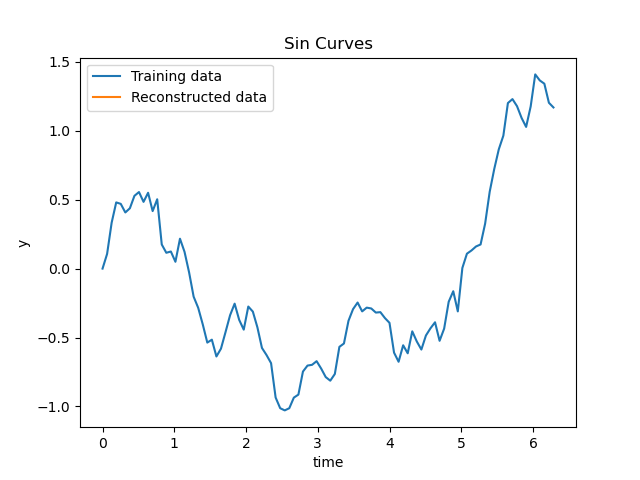 Sin Curves
Training data
Reconstructed data
1.5
1.0
0.5
0.0
−0.5
−1.0
y
0 1 2 3 4 5 6
time